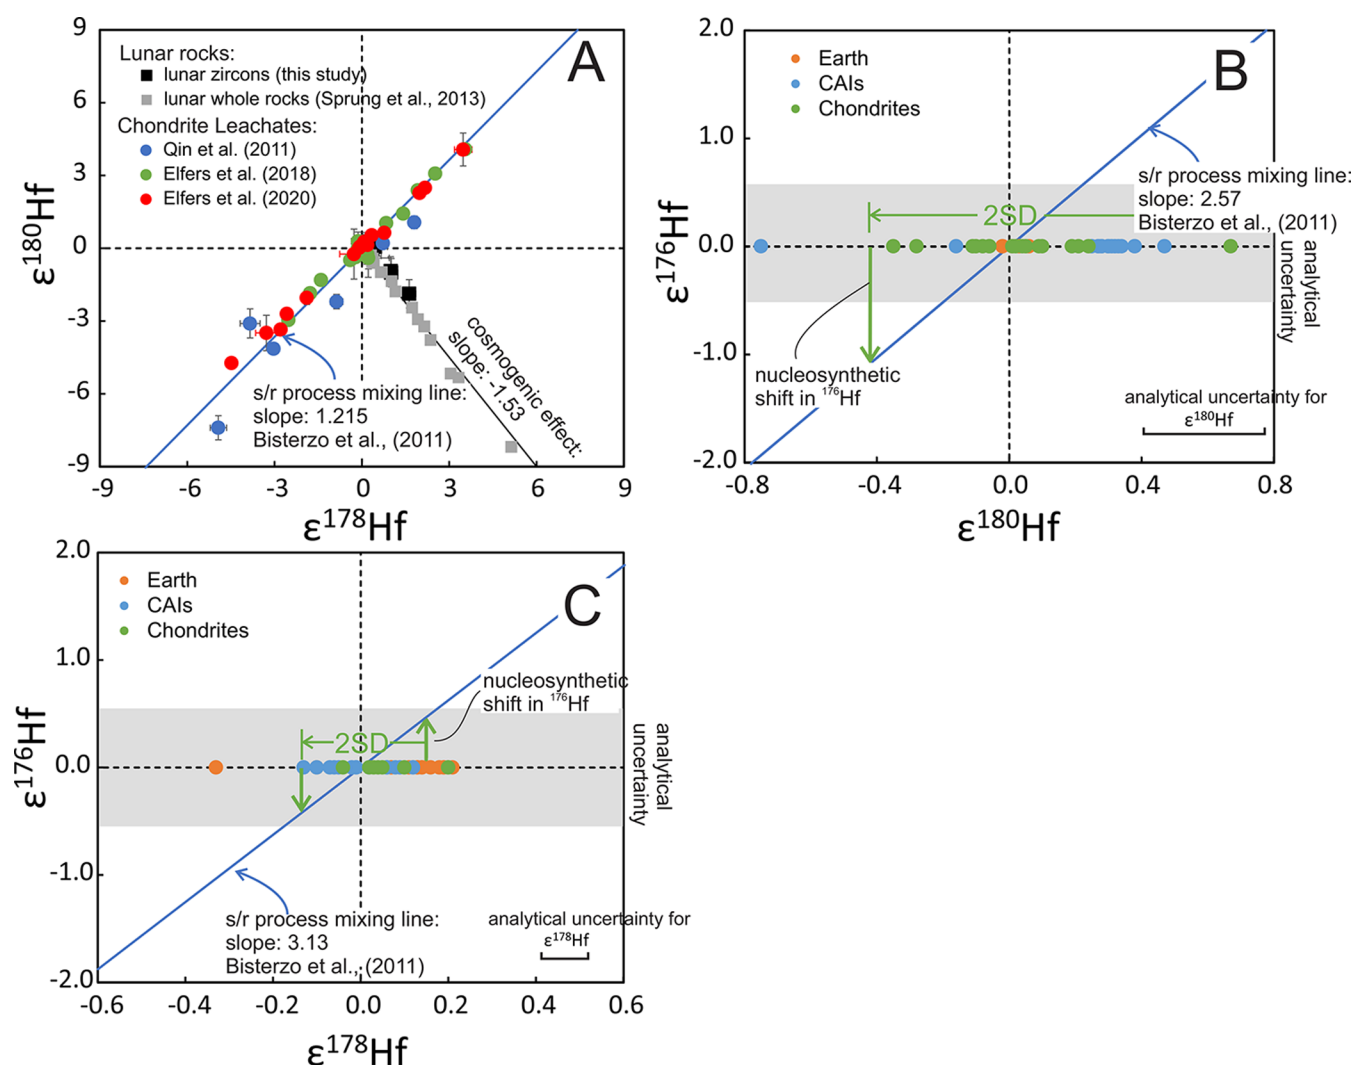 A
9
6
3
0
-3
-6
-9
ε180Hf
Lunar rocks:
lunar zircons (this study)
lunar whole rocks (Sprung et al., 2013)
Chondrite Leachates:
Qin et al. (2011)
Elfers et al. (2018)
Elfers et al. (2020)
cosmogenic effect:
slope: -1.53
s/r process mixing line:
slope: 1.215
Bisterzo et al., (2011)
-9 -6 -3 0 3 6 9
ε178Hf
B
2.0
1.0
0.0
-1.0
-2.0
ε176Hf
Earth
CAIs
Chondrites
s/r process mixing line:
slope: 2.57
Bisterzo et al., (2011)
2SD
analytical
uncertainty
nucleosynthetic
shift in 176Hf
analytical uncertainty for
ε180Hf
-0.8 -0.4 0.0 0.4 0.8
ε180Hf
C
2.0
1.0
0.0
-1.0
-2.0
ε176Hf
Earth
CAIs
Chondrites
nucleosynthetic
shift in 176Hf
2SD
analytical
uncertainty
s/r process mixing line:
slope: 3.13
Bisterzo et al., (2011)
analytical uncertainty for
ε178Hf
-0.6 -0.4 -0.2 0.0 0.2 0.4 0.6
ε178Hf